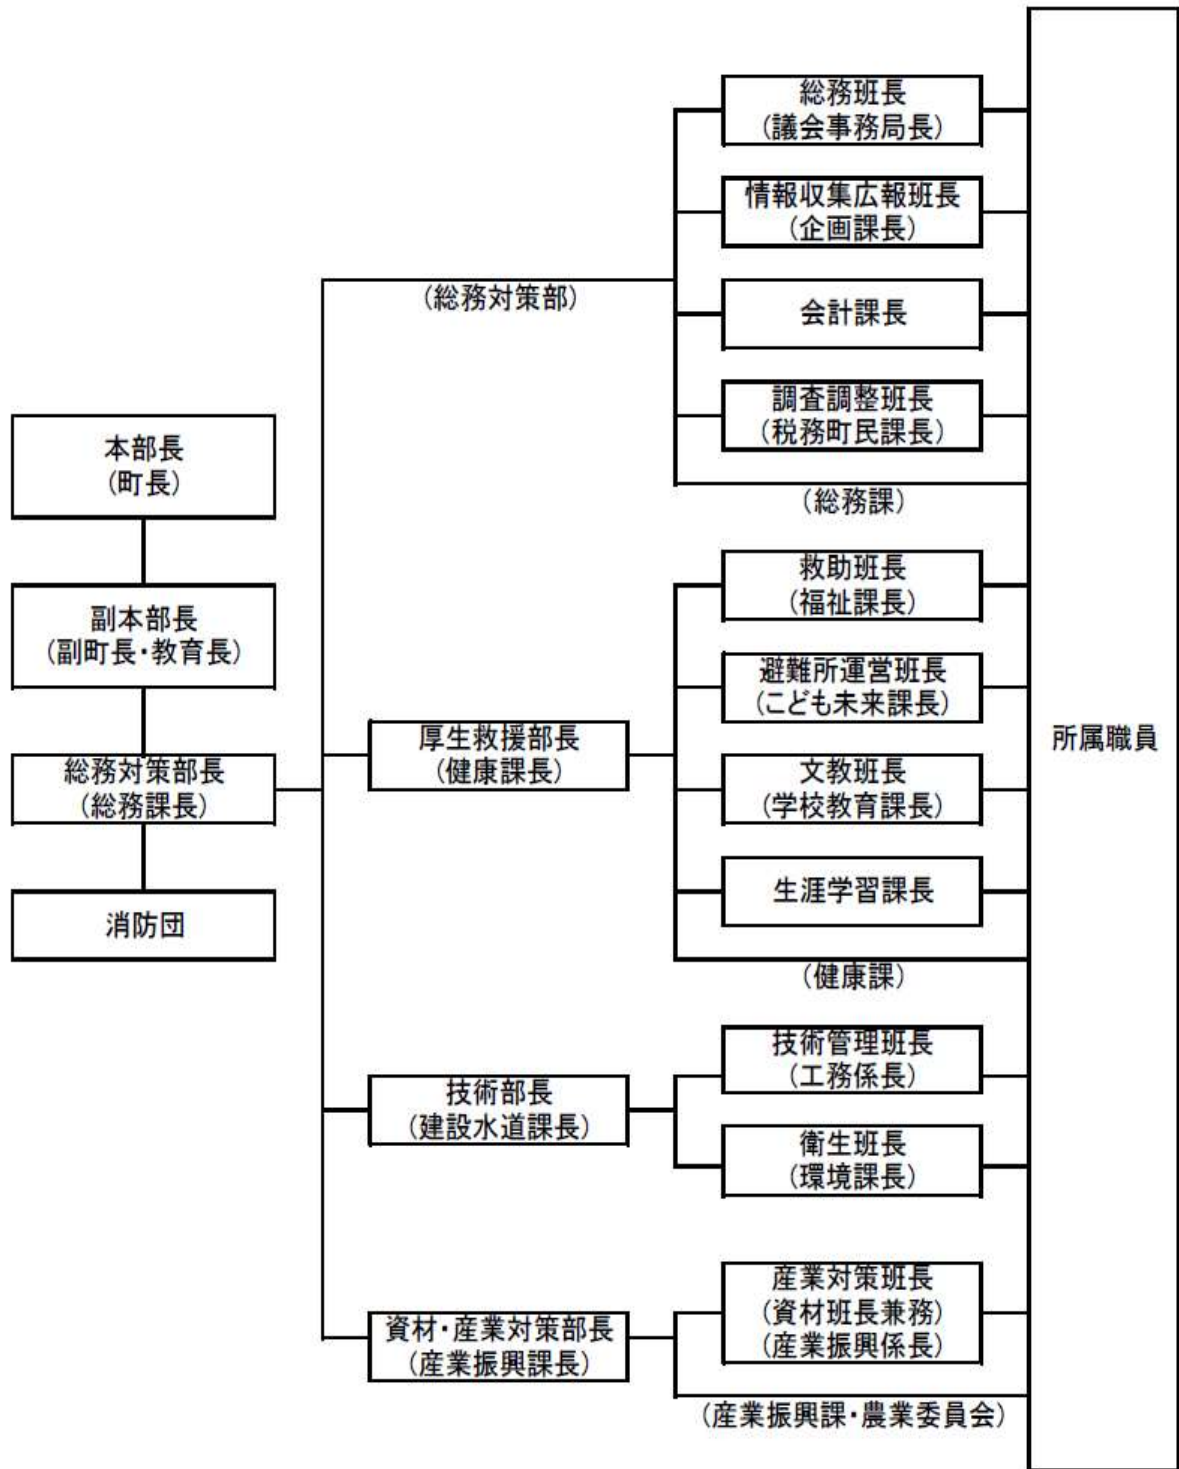 本部長
(町長)
副本部長
(副町長・教育長)
総務対策部長
(総務課長)
消防団
(総務対策部)
厚生救援部長
(健康課長)
技術部長
(建設水道課長)
資材・産業対策部長
(産業振興課長)
総務班長
(議会事務局長)
情報収集広報班長
(企画課長)
会計課長
調査調整班長
(税務町民課長)
(総務課)
救助班長
(福祉課長)
避難所運営班長
(こども未来課長)
文教班長
(学校教育課長)
生涯学習課長
(健康課)
技術管理班長
(工務係長)
衛生班長
(環境課長)
産業対策班長
(資材班長兼務)
(産業振興係長)
(産業振興課・農業委員会)
所属職員